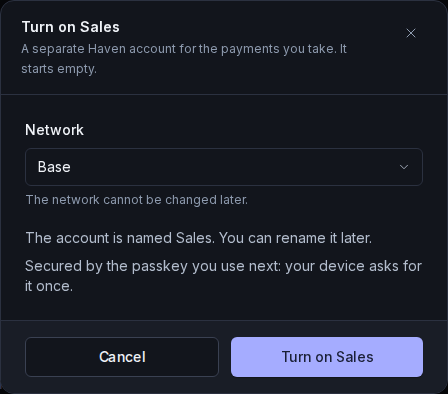 Turn on Sales
A separate Haven account for the payments you take. It
starts empty.
Network
Base
The network cannot be changed later.
The account is named Sales. You can rename it later.
Secured by the passkey you use next: your device asks for
it once.
Cancel
Turn on Sales